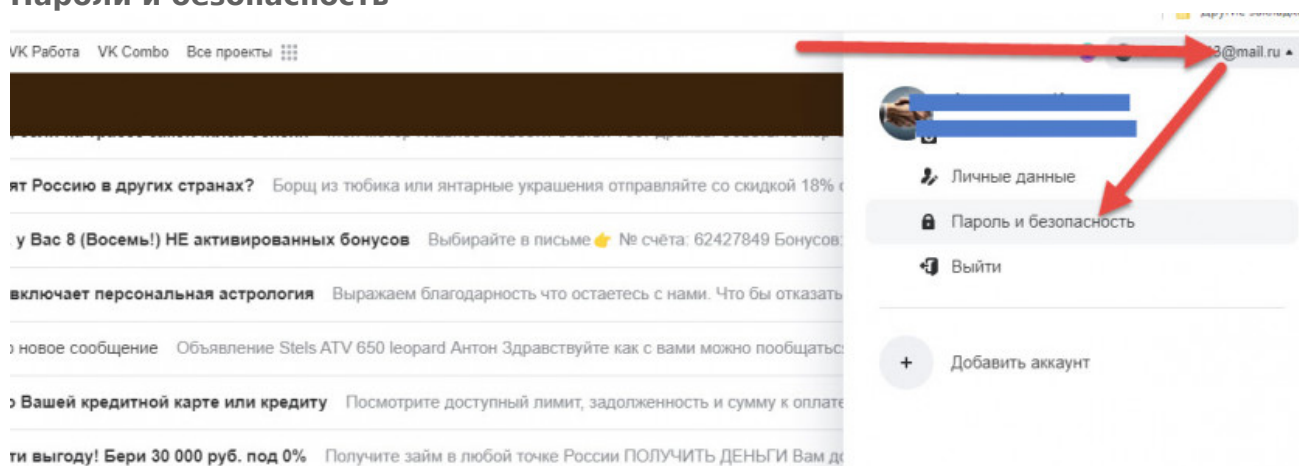 Пароли и безопасность
Другие закладки
VK Работа VK Combo Все проекты
3@mail.ru
ят Россию в других странах? Борщ из тюбика или янтарные украшения отправляйте со скидкой 18%
Личные данные
у Вас 8 (Восемь!) НЕ активированных бонусов Выбирайте в письме 👉 № счёта: 62427849 Бонусов:
Пароль и безопасность
включает персональная астрология Выражаем благодарность что остаетесь с нами. Что бы отказать
Выйти
новое сообщение Объявление Stels ATV 650 leopard Антон Здравствуйте как с вами можно пообщатьс
+ Добавить аккаунт
Вашей кредитной карте или кредиту Посмотрите доступный лимит, задолженность и сумму к оплате
ти выгоду! Бери 30 000 руб. под 0% Получите займ в любой точке России ПОЛУЧИТЬ ДЕНЬГИ Вам до